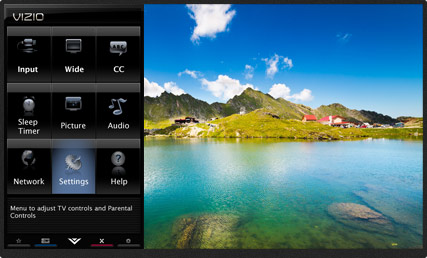 VIZIO
Input Wide CC
ABC
Sleep Timer Picture Audio
Network Settings Help
Menu to adjust TV controls and Parental
Controls